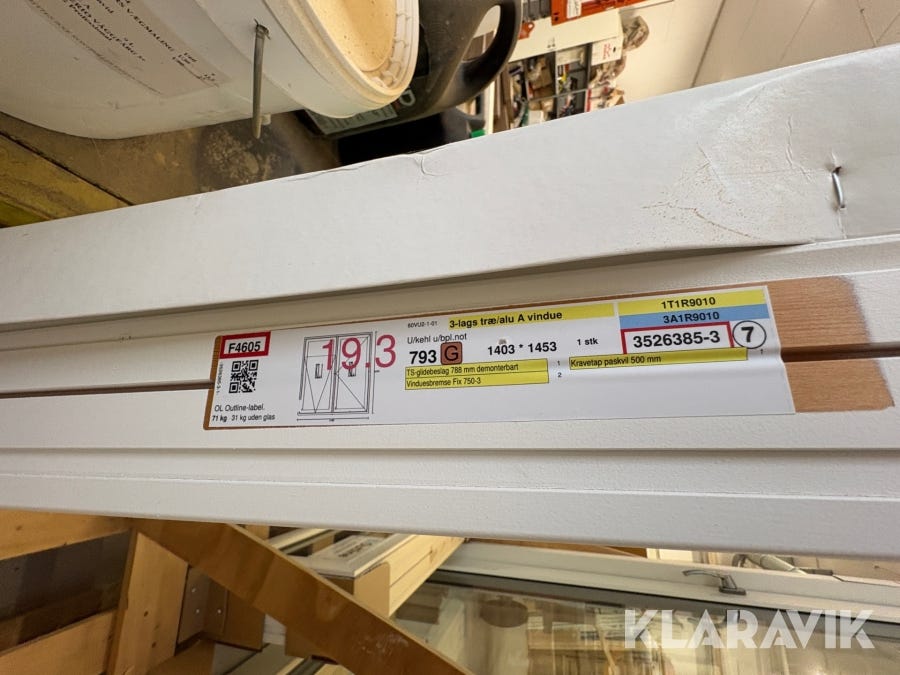 F4605
OL Outline-label.
71 kg 31 kg uden glas
19.3
60VU2-1-01
3-lags træ/alu A vindue
U/kehl u/bpl.not
793 G 1403 * 1453 1 stk
TS-glidebeslag 788 mm demonterbart 1
Vinduesbremse Fix 750-3 2
Kravetap paskvil 500 mm 1
1T1R9010
3A1R9010
3526385-3 7
KLARAVIK